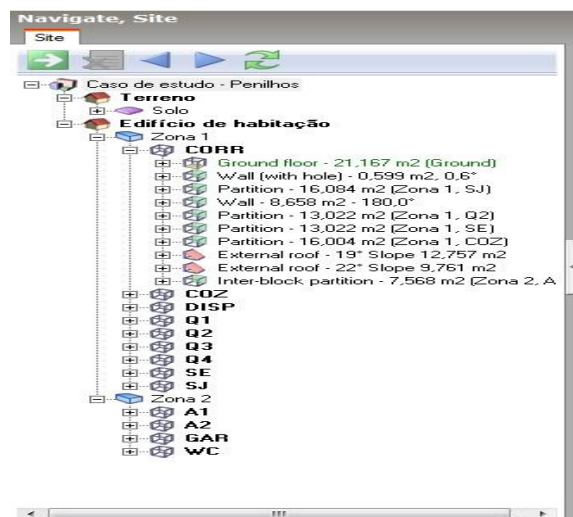 Navigate, Site
Site
Caso de estudo - Penilhos
Terreno
Solo
Edifício de habitação
Zona 1
CORR
Ground floor - 21,167 m2 (Ground)
Wall (with hole) - 0,599 m2, 0,6°
Partition - 16,084 m2 (Zona 1, SJ)
Wall - 8,658 m2 - 180,0°
Partition - 13,022 m2 (Zona 1, Q2)
Partition - 13,022 m2 (Zona 1, SE)
Partition - 16,004 m2 (Zona 1, COZ)
External roof - 19° Slope 12,757 m2
External roof - 22° Slope 9,761 m2
Inter-block partition - 7,568 m2 (Zona 2, A
COZ
DISP
Q1
Q2
Q3
Q4
SE
SJ
Zona 2
A1
A2
GAR
WC